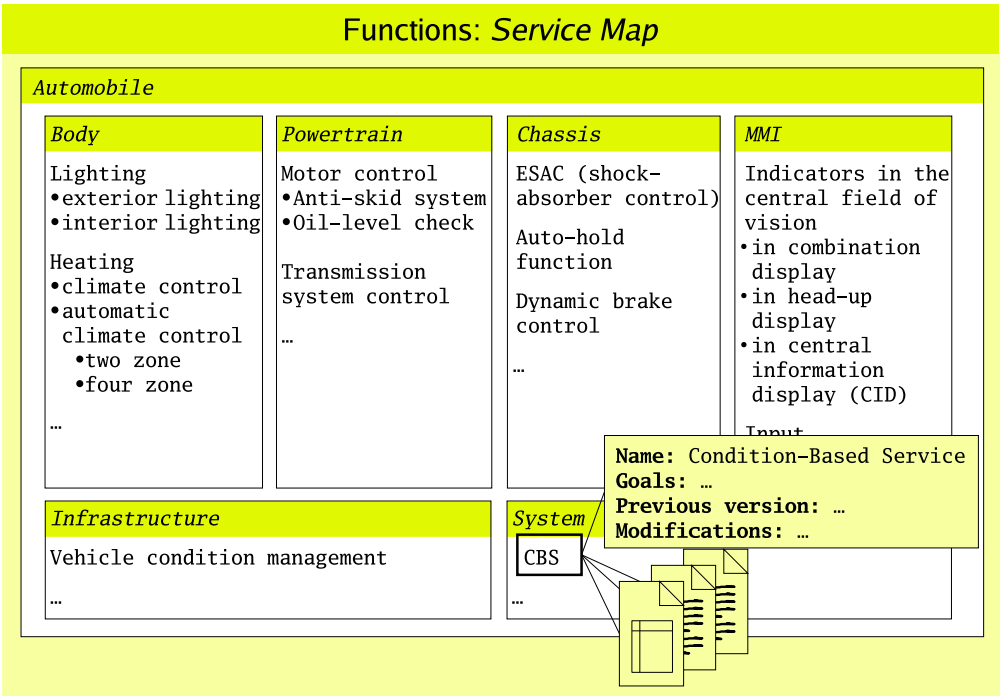 Functions: Service Map
Automobile
Body
Lighting
•exterior lighting
•interior lighting
Heating
•climate control
•automatic
climate control
•two zone
•four zone
…
Powertrain
Motor control
•Anti-skid system
•Oil-level check
Transmission
system control
…
Chassis
ESAC (shock-
absorber control)
Auto-hold
function
Dynamic brake
control
…
MMI
Indicators in the
central field of
vision
•in combination
display
•in head-up
display
•in central
information
display (CID)
Input
Name: Condition-Based Service
Goals: …
Previous version: …
Modifications: …
Infrastructure
Vehicle condition management
…
System
CBS
…